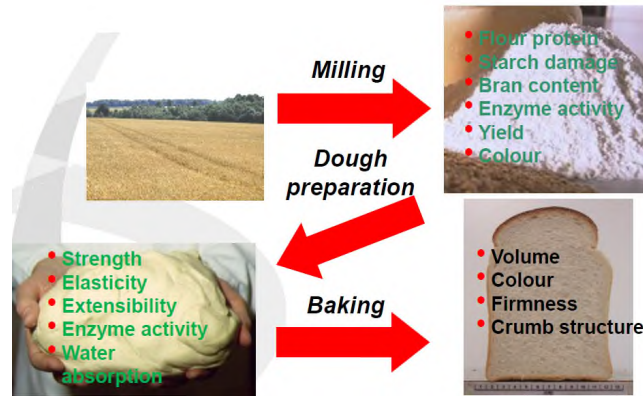 Milling
• Flour protein
• Starch damage
• Bran content
• Enzyme activity
• Yield
• Colour
Dough
preparation
• Strength
• Elasticity
• Extensibility
• Enzyme activity
• Water
absorption
Baking
• Volume
• Colour
• Firmness
• Crumb structure